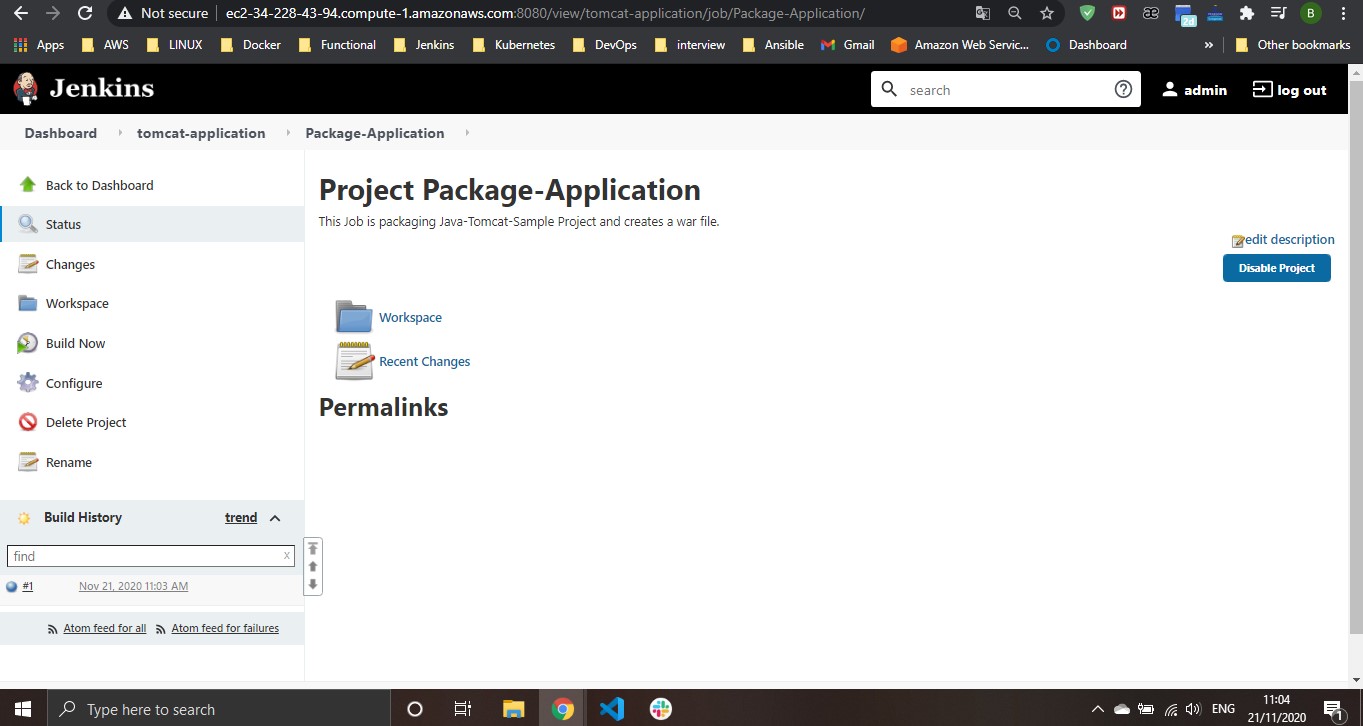 Not secure ec2-34-228-43-94.compute-1.amazonaws.com:8080/view/tomcat-application/job/Package-Application/
2d
B
Apps AWS LINUX Docker Functional Jenkins Kubernetes DevOps interview Ansible Gmail Amazon Web Servic... Dashboard » Other bookmarks
Jenkins
search
admin
log out
Dashboard tomcat-application Package-Application
Back to Dashboard
Status
Changes
Workspace
Build Now
Configure
Delete Project
Rename
Build History trend
find x
#1 Nov 21, 2020 11:03 AM
Atom feed for all Atom feed for failures
Project Package-Application
This Job is packaging Java-Tomcat-Sample Project and creates a war file.
edit description
Disable Project
Workspace
Recent Changes
Permalinks
Type here to search
ENG
11:04
21/11/2020
1